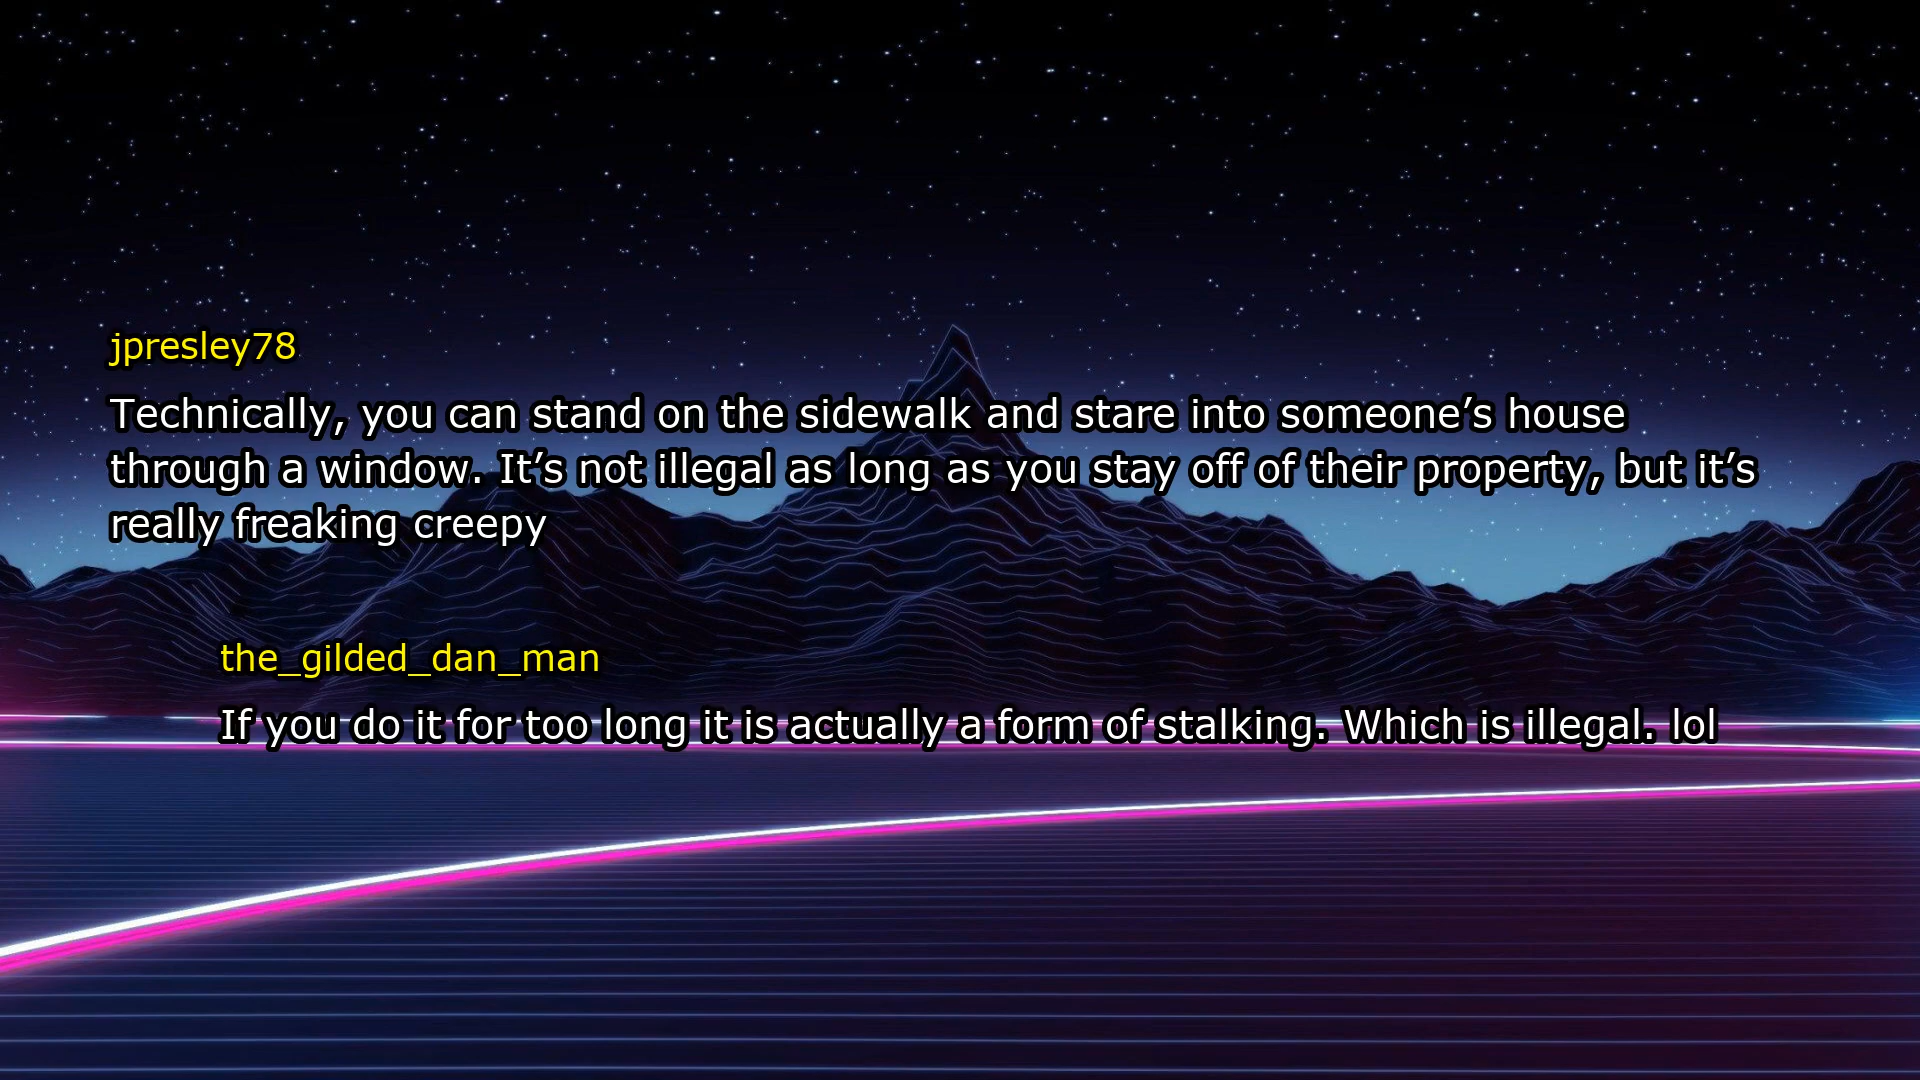 jpresley78
Technically, you can stand on the sidewalk and stare into someone’s house
through a window. It’s not illegal as long as you stay off of their property, but it’s
really freaking creepy
the_gilded_dan_man
If you do it for too long it is actually a form of stalking. Which is illegal. lol